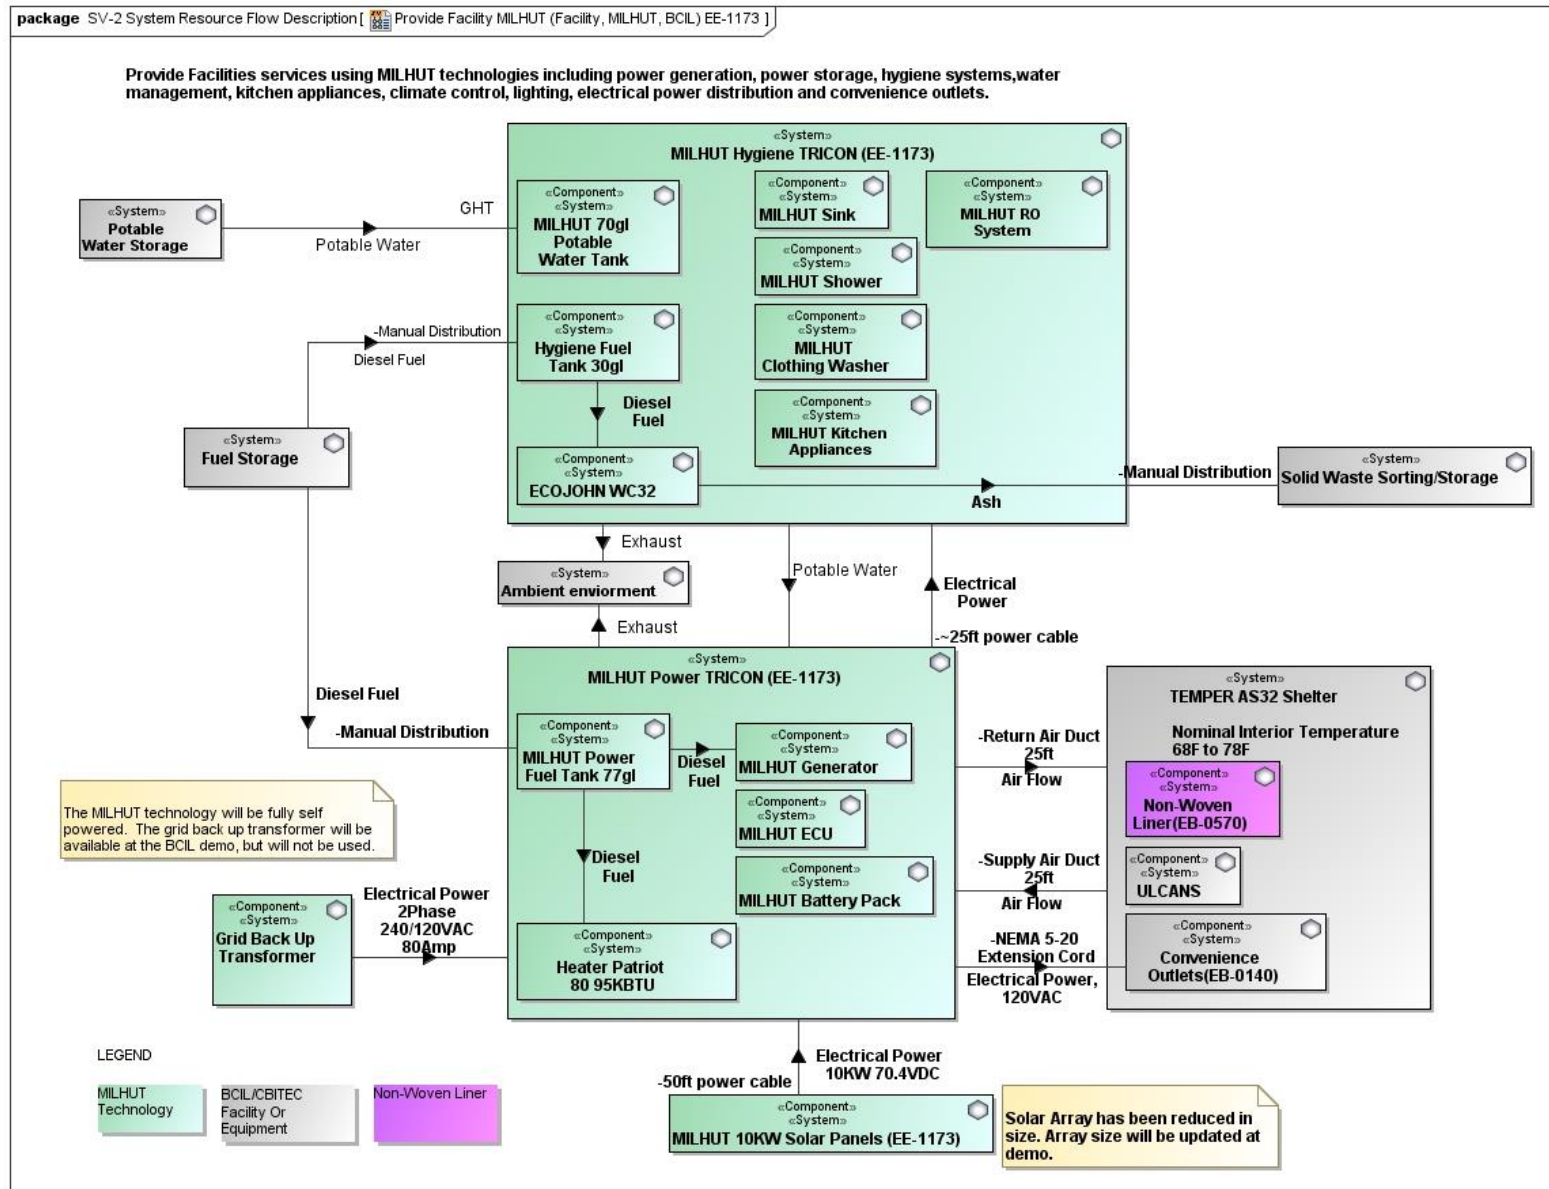 package SV-2 System Resource Flow Description [ Provide Facility MILHUT (Facility, MILHUT, BCIL) EE-1173 ]
Provide Facilities services using MILHUT technologies including power generation, power storage, hygiene systems,water
management, kitchen appliances, climate control, lighting, electrical power distribution and convenience outlets.
«System»
MILHUT Hygiene TRICON (EE-1173)
«System»
Potable
Water Storage
GHT
Potable Water
«Component»
«System»
MILHUT 70gl
Potable
Water Tank
«Component»
«System»
MILHUT Sink
«Component»
«System»
MILHUT RO
System
«Component»
«System»
MILHUT Shower
-Manual Distribution
Diesel Fuel
«Component»
«System»
Hygiene Fuel
Tank 30gl
«Component»
«System»
MILHUT
Clothing Washer
Diesel
Fuel
«Component»
«System»
MILHUT Kitchen
Appliances
«System»
Fuel Storage
«Component»
«System»
ECOJOHN WC32
Ash
-Manual Distribution
«System»
Solid Waste Sorting/Storage
Exhaust
«System»
Ambient enviorment
Exhaust
Potable Water
Electrical
Power
-~25ft power cable
«System»
MILHUT Power TRICON (EE-1173)
Diesel Fuel
-Manual Distribution
«Component»
«System»
MILHUT Power
Fuel Tank 77gl
Diesel
Fuel
«Component»
«System»
MILHUT Generator
«Component»
«System»
MILHUT ECU
Diesel
Fuel
«Component»
«System»
MILHUT Battery Pack
«Component»
«System»
Heater Patriot
80 95KBTU
-Return Air Duct
25ft
Air Flow
-Supply Air Duct
25ft
Air Flow
-NEMA 5-20
Extension Cord
Electrical Power,
120VAC
«System»
TEMPER AS32 Shelter
Nominal Interior Temperature
68F to 78F
«Component»
«System»
Non-Woven
Liner(EB-0570)
«Component»
«System»
ULCANS
«Component»
«System»
Convenience
Outlets(EB-0140)
The MILHUT technology will be fully self
powered. The grid back up transformer will be
available at the BCIL demo, but will not be used.
«Component»
«System»
Grid Back Up
Transformer
Electrical Power
2Phase
240/120VAC
80Amp
Electrical Power
10KW 70.4VDC
-50ft power cable
«Component»
«System»
MILHUT 10KW Solar Panels (EE-1173)
Solar Array has been reduced in
size. Array size will be updated at
demo.
LEGEND
MILHUT
Technology
BCIL/CBITEC
Facility Or
Equipment
Non-Woven Liner